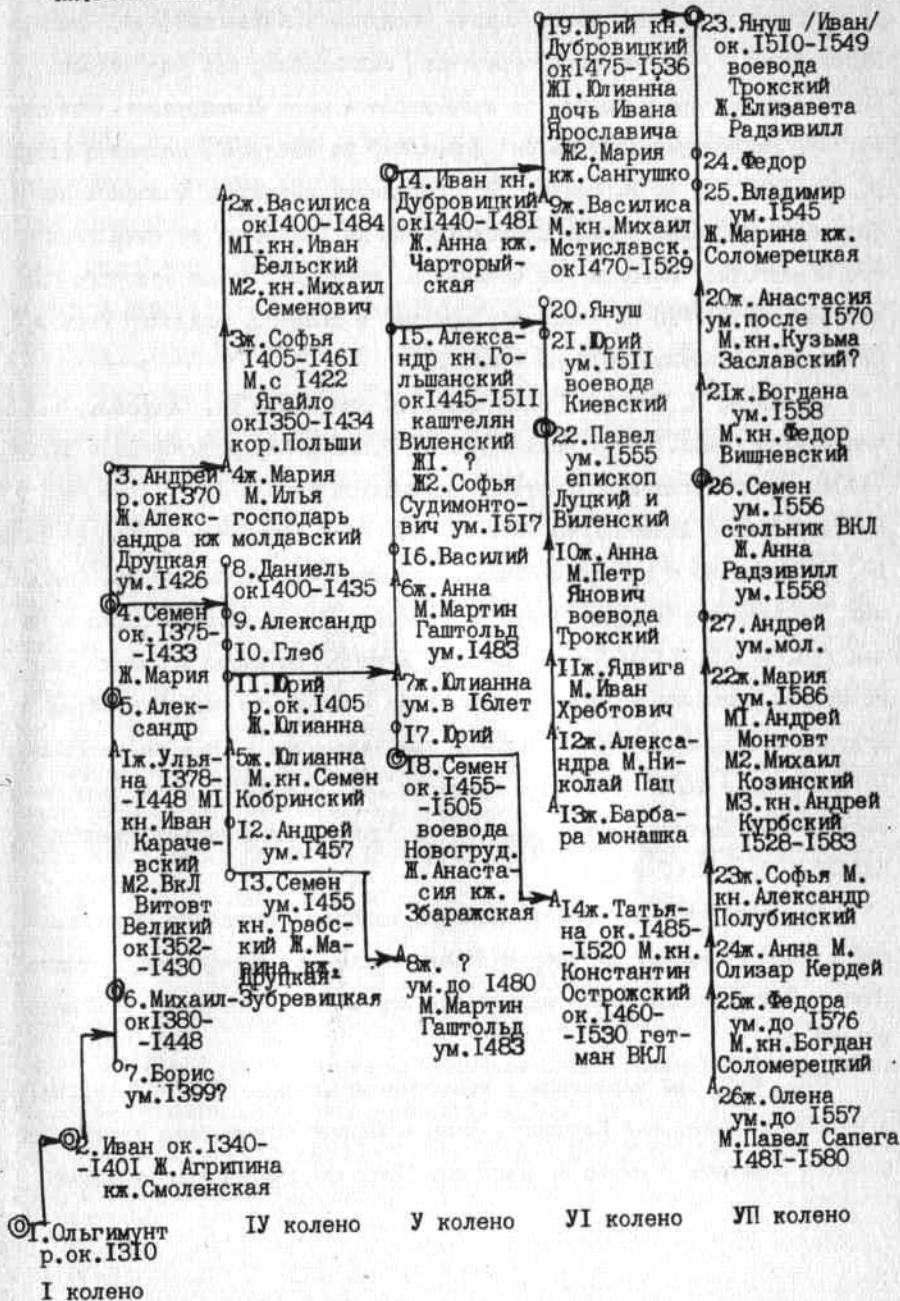 2ж.Василиса
ок1400-1484
М1.кн.Иван
Бельский
М2.кн.Михаил
Семенович
3ж.Софья
1405-1461
М.с 1422
Ягайло
ок1350-1434
кор.Польши
3.Андрей
р.ок1370
Ж.Алекс-
андра кж
Друцкая
ум.1426
4.Семен
ок.1375-
-1433
Ж.Мария
5.Алек-
сандр
1ж.Улья-
на 1378-
-1448 М1
кн.Иван
Караче-
вский
М2.ВкЛ
Витовт
Великий
ок1352-
-1430
6.Михаил-
ок1380-
-1448
7.Борис
ум.1399?
2.Иван ок.1340-
-1401 Ж.Агрипина
кж.Смоленская
1.Ольгимунт
р.ок.1310
I колено
4ж.Мария
М.Илья
господарь
молдавский
8.Даниель
ок1400-1435
9.Александр
10.Глеб
11.Юрий
р.ок.1405
Ж.Юлианна
5ж.Юлианна
М.кн.Семен
Кобринский
12.Андрей
ум.1457
13.Семен
ум.1455
кн.Трабс-
кий Ж.Ма-
рина кж.
Друцкая-
Зубревицкая
IУ колено
14.Иван кн.
Дубровицкий
ок1440-1481
Ж.Анна кж.
Чарторый-
ская
15.Алекса-
ндр кн.Го-
льшанский
ок1445-1511
каштелян
Виленский
Ж1. ?
Ж2.Софья
Судимонто-
вич ум.1517
16.Василий
6ж.Анна
М.Мартин
Гаштольд
ум.1483
7ж.Юлианна
ум.в 16лет
17.Юрий
18.Семен
ок.1455-
-1505
воевода
Новогруд.
Ж.Анаста-
сия кж.
Збаражская
8ж. ?
ум.до 1480
М.Мартин
Гаштольд
ум.1483
У колено
19.Юрий кн.
Дубровицкий
ок1475-1536
Ж1.Юлианна
дочь Ивана
Ярославича
Ж2.Мария
кж.Сангушко
9ж.Василиса
М.кн.Михаил
Мстиславск.
ок1470-1529
20.Януш
21.Юрий
ум.1511
воевода
Киевский
22.Павел
ум.1555
епископ
Луцкий и
Виленский
10ж.Анна
М.Петр
Янович
воевода
Трокский
11ж.Ядвига
М.Иван
Хребтович
12ж.Алекса-
ндра М.Ни-
колай Пац
13ж.Барба-
ра монашка
14ж.Татья-
на ок.1485-
-1520 М.кн.
Константин
Острожский
ок.1460-
-1530 гет-
ман ВКЛ
УI колено
23.Януш /Иван/
ок.1510-1549
воевода
Трокский
Ж.Елизавета
Радзивилл
24.Федор
25.Владимир
ум.1545
Ж.Марина кж.
Соломерецкая
20ж.Анастасия
ум.после 1570
М.кн.Кузьма
Заславский?
21ж.Богдана
ум.1558
М.кн.Федор
Вишневский
26.Семен
ум.1556
стольник ВКЛ
Ж.Анна
Радзивилл
ум.1558
27.Андрей
ум.мол.
22ж.Мария
ум.1586
М1.Андрей
Монтовт
М2.Михаил
Козинский
М3.кн.Андрей
Курбский
1528-1583
23ж.Софья М.
кн.Александр
Полубинский
24ж.Анна М.
Олизар Кердей
25ж.Федора
ум.до 1576
М.кн.Богдан
Соломерецкий
26ж.Олена
ум.до 1557
М.Павел Сапега
1481-1580
УП колено